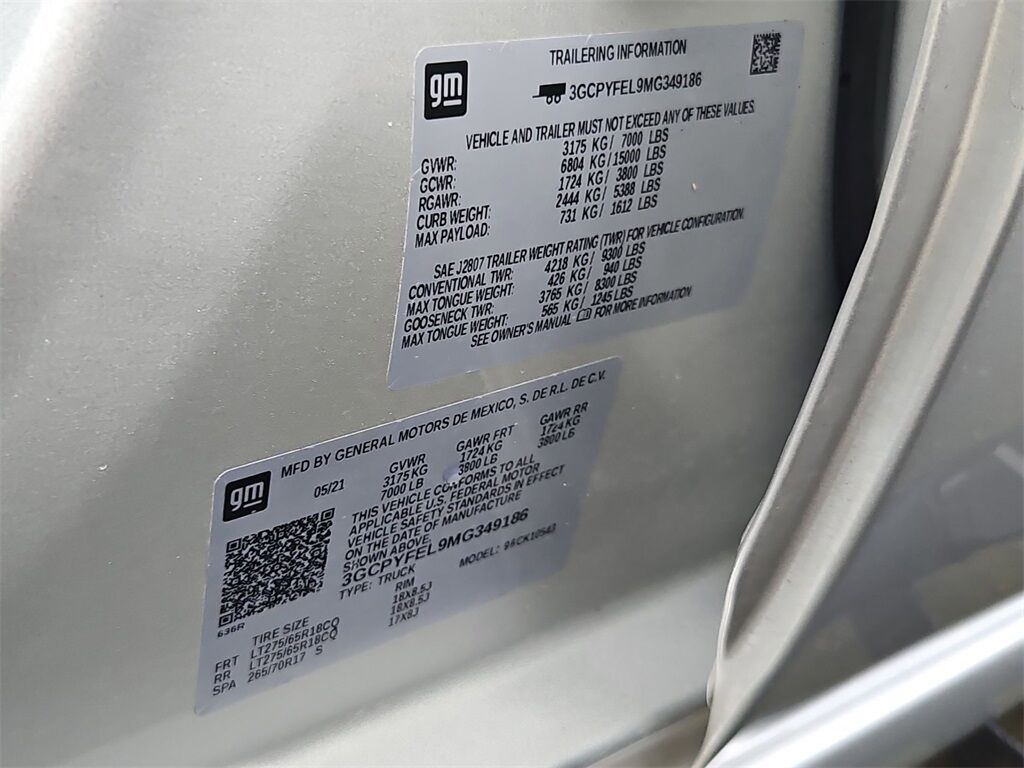 gm
TRAILERING INFORMATION
3GCPYFEL9MG349186
VEHICLE AND TRAILER MUST NOT EXCEED ANY OF THESE VALUES.
GVWR: 3175 KG / 7000 LBS
GCWR: 6804 KG / 15000 LBS
RGAWR: 1724 KG / 3800 LBS
CURB WEIGHT: 2444 KG / 5388 LBS
MAX PAYLOAD: 731 KG / 1612 LBS
SAE J2807 TRAILER WEIGHT RATING (TWR) FOR VEHICLE CONFIGURATION.
CONVENTIONAL TWR: 4218 KG / 9300 LBS
MAX TONGUE WEIGHT: 426 KG / 940 LBS
GOOSENECK TWR: 3765 KG / 8300 LBS
MAX TONGUE WEIGHT: 565 KG / 1245 LBS
SEE OWNER'S MANUAL FOR MORE INFORMATION
gm
MFD BY GENERAL MOTORS DE MEXICO, S. DE R.L. DE C.V.
05/21
GVWR GAWR FRT GAWR RR
3175 KG 1724 KG 1724 KG
7000 LB 3800 LB 3800 LB
THIS VEHICLE CONFORMS TO ALL
APPLICABLE U.S. FEDERAL MOTOR
VEHICLE SAFETY STANDARDS IN EFFECT
ON THE DATE OF MANUFACTURE
SHOWN ABOVE.
3GCPYFEL9MG349186
TYPE: TRUCK MODEL: 98CK10543
636R
TIRE SIZE RIM
FRT LT275/65R18CQ 18X8.5J
RR LT275/65R18CQ 18X8.5J
SPA 265/70R17 S 17X8J